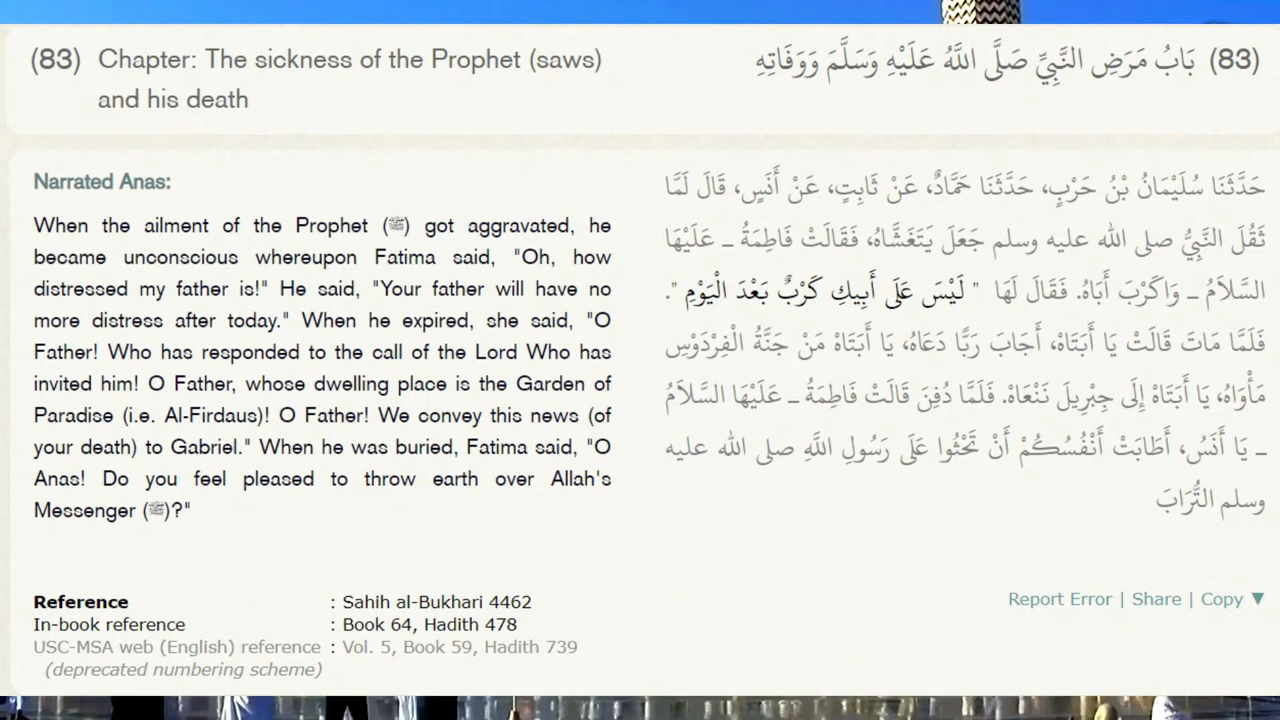 (83) Chapter: The sickness of the Prophet (saws)
and his death
(83) بَابُ مَرَضِ النَّبِيِّ صَلَّى اللَّهُ عَلَيْهِ وَسَلَّمَ وَوَفَاتِهِ
Narrated Anas:
When the ailment of the Prophet (ﷺ) got aggravated, he
became unconscious whereupon Fatima said, "Oh, how
distressed my father is!" He said, "Your father will have no
more distress after today." When he expired, she said, "O
Father! Who has responded to the call of the Lord Who has
invited him! O Father, whose dwelling place is the Garden of
Paradise (i.e. Al-Firdaus)! O Father! We convey this news (of
your death) to Gabriel." When he was buried, Fatima said, "O
Anas! Do you feel pleased to throw earth over Allah's
Messenger (ﷺ)?"
حَدَّثَنَا سُلَيْمَانُ بْنُ حَرْبٍ، حَدَّثَنَا حَمَّادٌ، عَنْ ثَابِتٍ، عَنْ أَنَسٍ، قَالَ لَمَّا
ثَقُلَ النَّبِيُّ صلى الله عليه وسلم جَعَلَ يَتَغَشَّاهُ، فَقَالَتْ فَاطِمَةُ ـ عَلَيْهَا
السَّلاَمُ ـ وَاكَرْبَ أَبَاهُ. فَقَالَ لَهَا " لَيْسَ عَلَى أَبِيكِ كَرْبٌ بَعْدَ الْيَوْمِ ".
فَلَمَّا مَاتَ قَالَتْ يَا أَبَتَاهْ، أَجَابَ رَبًّا دَعَاهُ، يَا أَبَتَاهْ مَنْ جَنَّةُ الْفِرْدَوْسِ
مَأْوَاهُ، يَا أَبَتَاهْ إِلَى جِبْرِيلَ نَنْعَاهْ. فَلَمَّا دُفِنَ قَالَتْ فَاطِمَةُ ـ عَلَيْهَا السَّلاَمُ
ـ يَا أَنَسُ، أَطَابَتْ أَنْفُسُكُمْ أَنْ تَحْثُوا عَلَى رَسُولِ اللَّهِ صلى الله عليه
وسلم التُّرَابَ
Reference : Sahih al-Bukhari 4462
In-book reference : Book 64, Hadith 478
USC-MSA web (English) reference : Vol. 5, Book 59, Hadith 739
(deprecated numbering scheme)
Report Error | Share | Copy ▼